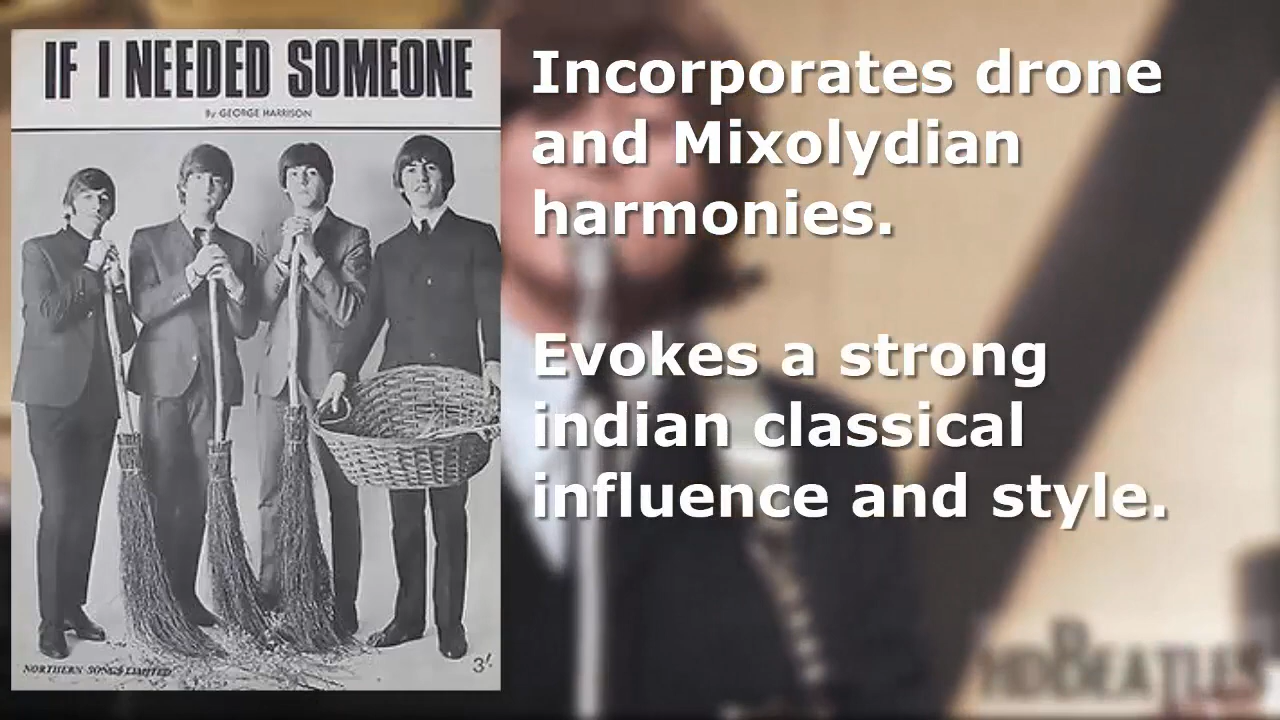 IF I NEEDED SOMEONE
By GEORGE HARRISON
NORTHERN SONGS LIMITED
3/-
Incorporates drone
and Mixolydian
harmonies.
Evokes a strong
indian classical
influence and style.
HDBEATLES